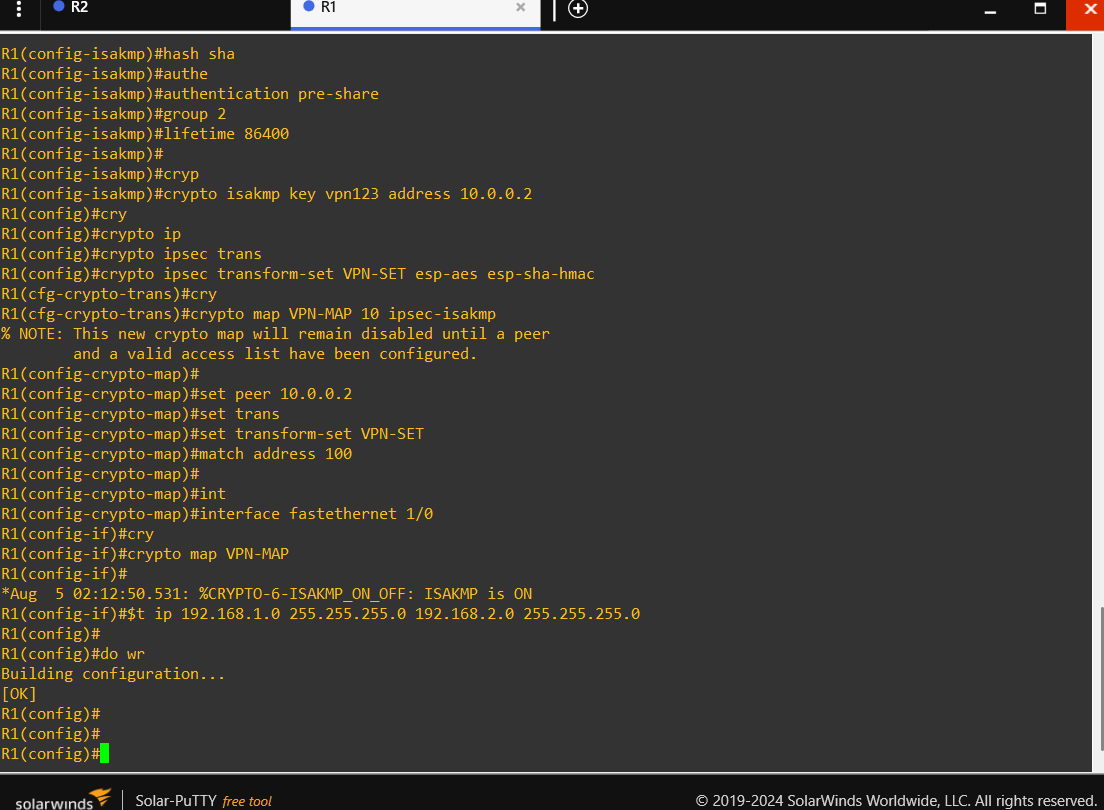 R2
R1
R1(config-isakmp)#hash sha
R1(config-isakmp)#authe
R1(config-isakmp)#authentication pre-share
R1(config-isakmp)#group 2
R1(config-isakmp)#lifetime 86400
R1(config-isakmp)#
R1(config-isakmp)#cryp
R1(config-isakmp)#crypto isakmp key vpn123 address 10.0.0.2
R1(config)#cry
R1(config)#crypto ip
R1(config)#crypto ipsec trans
R1(config)#crypto ipsec transform-set VPN-SET esp-aes esp-sha-hmac
R1(cfg-crypto-trans)#cry
R1(cfg-crypto-trans)#crypto map VPN-MAP 10 ipsec-isakmp
% NOTE: This new crypto map will remain disabled until a peer
        and a valid access list have been configured.
R1(config-crypto-map)#
R1(config-crypto-map)#set peer 10.0.0.2
R1(config-crypto-map)#set trans
R1(config-crypto-map)#set transform-set VPN-SET
R1(config-crypto-map)#match address 100
R1(config-crypto-map)#
R1(config-crypto-map)#int
R1(config-crypto-map)#interface fastethernet 1/0
R1(config-if)#cry
R1(config-if)#crypto map VPN-MAP
R1(config-if)#
*Aug  5 02:12:50.531: %CRYPTO-6-ISAKMP_ON_OFF: ISAKMP is ON
R1(config-if)#$t ip 192.168.1.0 255.255.255.0 192.168.2.0 255.255.255.0
R1(config)#
R1(config)#do wr
Building configuration...
[OK]
R1(config)#
R1(config)#
R1(config)#
solarwinds
Solar-PuTTY free tool
© 2019-2024 SolarWinds Worldwide, LLC. All rights reserved.